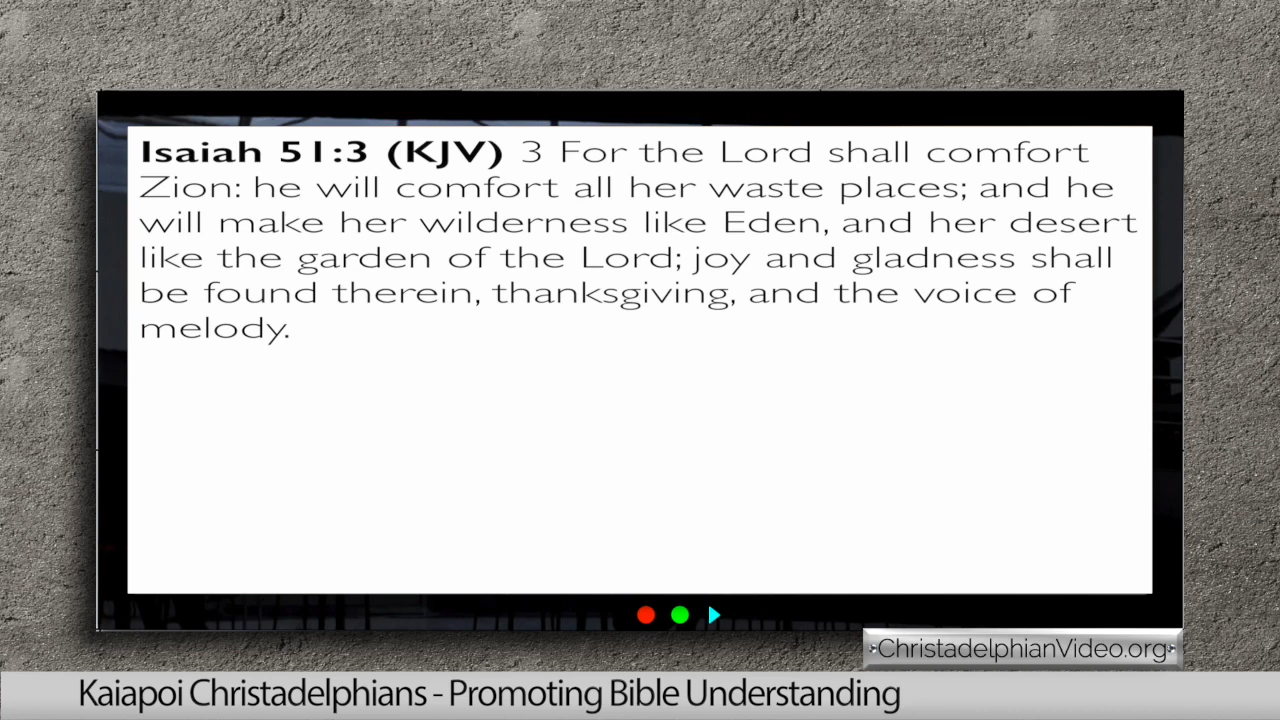 Isaiah 51:3 (KJV) 3 For the Lord shall comfort
Zion: he will comfort all her waste places; and he
will make her wilderness like Eden, and her desert
like the garden of the Lord; joy and gladness shall
be found therein, thanksgiving, and the voice of
melody.
ChristadelphianVideo.org
Kaiapoi Christadelphians - Promoting Bible Understanding